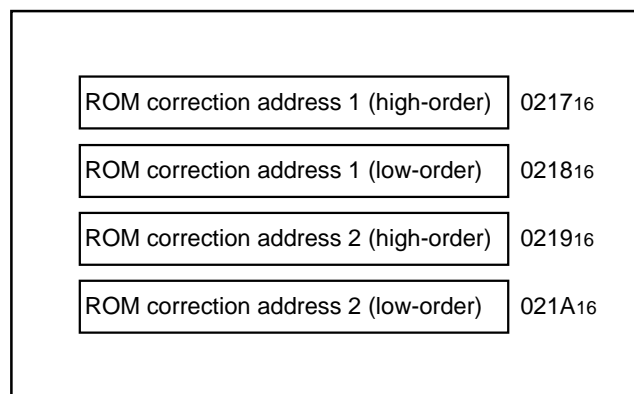 ROM correction address 1 (high-order) 0217₁₆
ROM correction address 1 (low-order) 0218₁₆
ROM correction address 2 (high-order) 0219₁₆
ROM correction address 2 (low-order) 021A₁₆